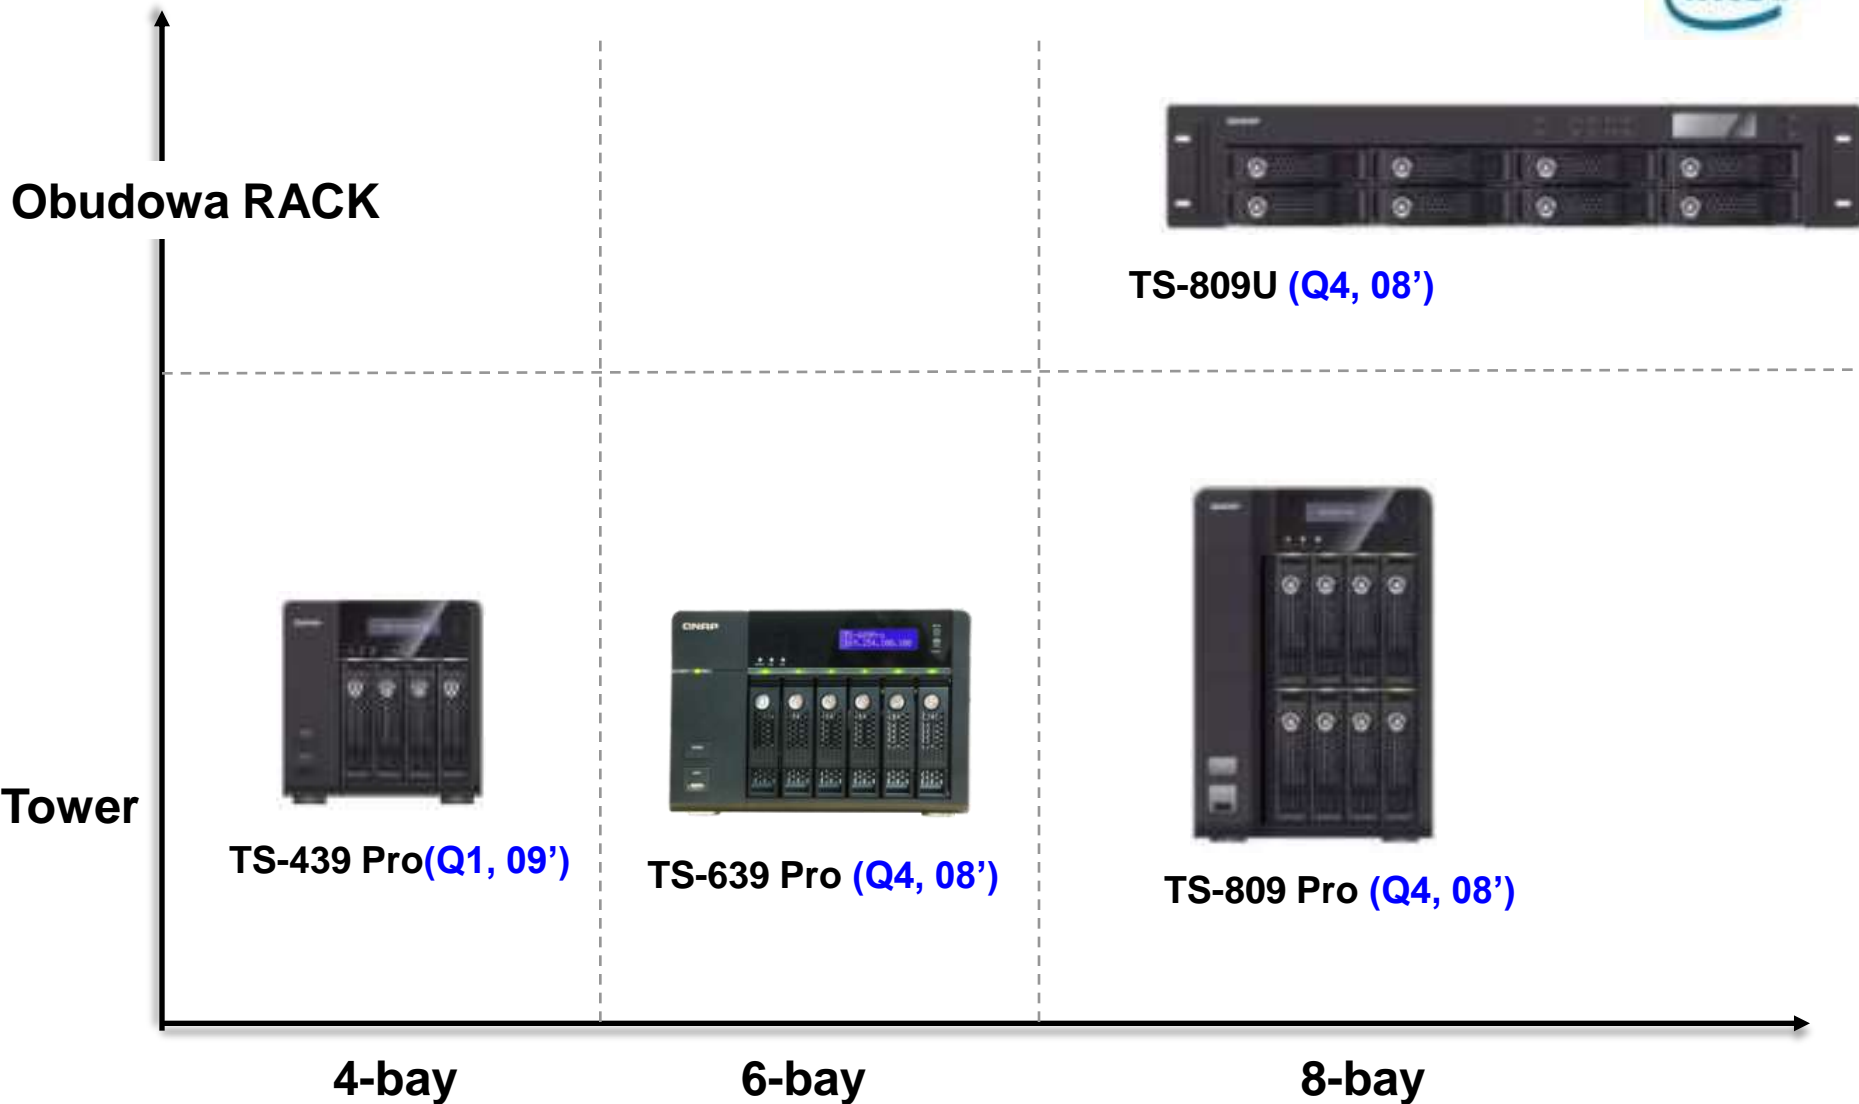 Obudowa RACK
TS-809U (Q4, 08’)
Tower
QNAP
TS-439 Pro(Q1, 09’)
TS-639 Pro (Q4, 08’)
TS-809 Pro (Q4, 08’)
4-bay
6-bay
8-bay